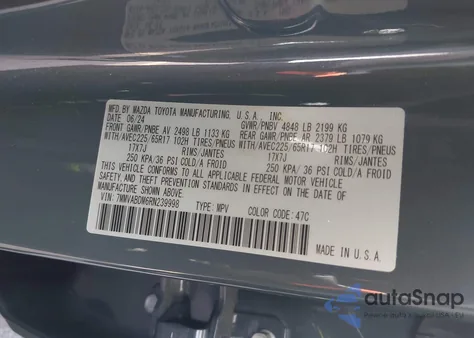 MFD. BY MAZDA TOYOTA MANUFACTURING, U.S.A., INC.
DATE: 06/24 GVWR/PNBV 4848 LB 2199 KG
FRONT GAWR/PNBE AV 2498 LB 1133 KG REAR GAWR/PNBE AR 2379 LB 1079 KG
WITH/AVEC225/65R17 102H TIRES/PNEUS WITH/AVEC225/65R17 102H TIRES/PNEUS
17X7J RIMS/JANTES 17X7J RIMS/JANTES
250 KPA/36 PSI COLD/A FROID 250 KPA/36 PSI COLD/A FROID
THIS VEHICLE CONFORMS TO ALL APPLICABLE FEDERAL MOTOR VEHICLE
SAFETY, BUMPER, AND THEFT PREVENTION STANDARDS IN EFFECT
ON THE DATE OF MANUFACTURE SHOWN ABOVE.
VIN: 7MMVABDM6RN239998 TYPE: MPV COLOR CODE: 47C
autoSnap